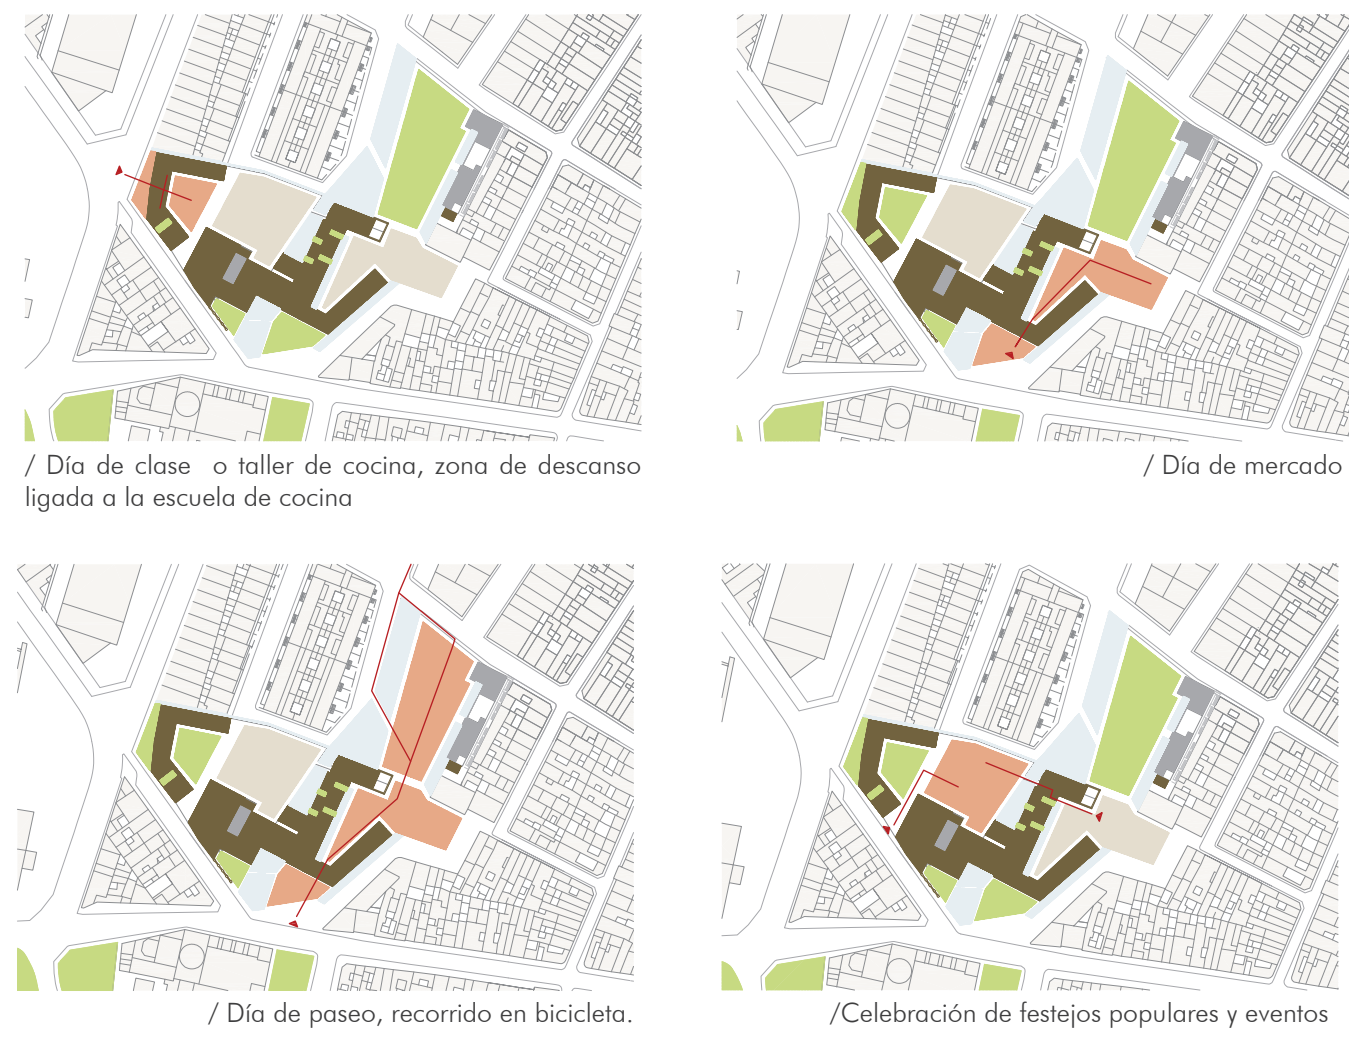 / Día de clase o taller de cocina, zona de descanso
ligada a la escuela de cocina
/ Día de mercado
/ Día de paseo, recorrido en bicicleta.
/Celebración de festejos populares y eventos